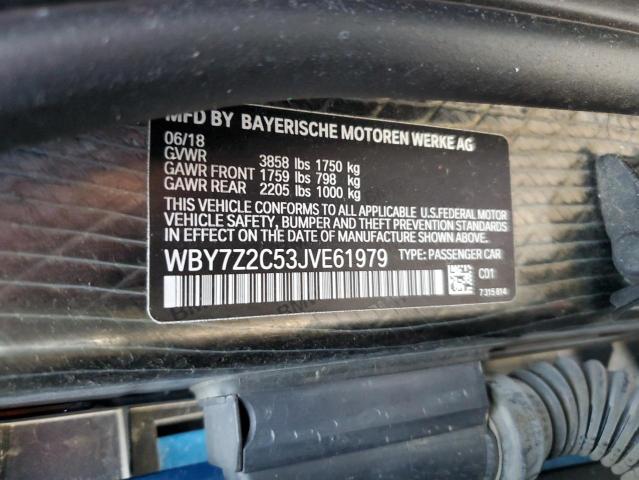 MFD BY BAYERISCHE MOTOREN WERKE AG
06/18
GVWR 3858 lbs 1750 kg
GAWR FRONT 1759 lbs 798 kg
GAWR REAR 2205 lbs 1000 kg
THIS VEHICLE CONFORMS TO ALL APPLICABLE U.S.FEDERAL MOTOR
VEHICLE SAFETY, BUMPER AND THEFT PREVENTION STANDARDS
IN EFFECT ON THE DATE OF MANUFACTURE SHOWN ABOVE.
WBY7Z2C53JVE61979 TYPE: PASSENGER CAR
C01
7315814